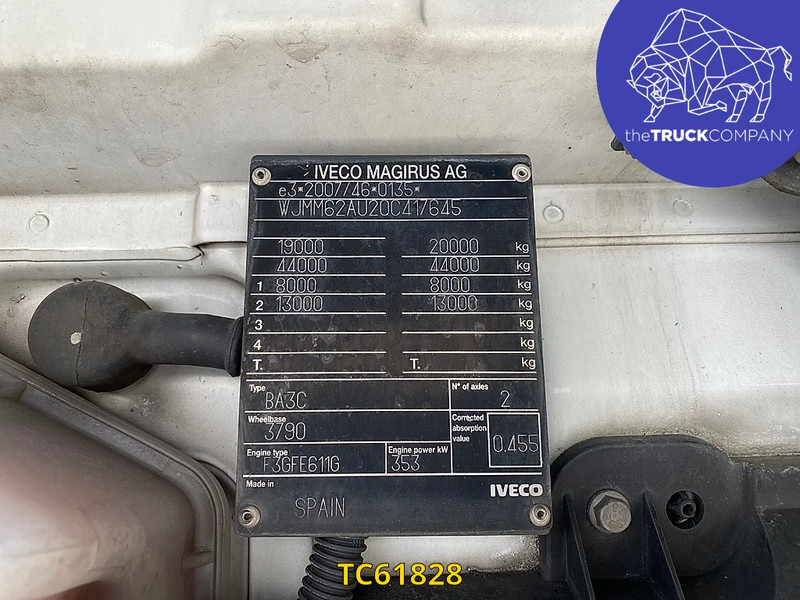 theTRUCKCOMPANY
IVECO MAGIRUS AG
e3*2007/46*0135*
WJMM62AU20C417645
19000 20000 kg
44000 44000 kg
1 8000 8000 kg
2 13000 13000 kg
3 kg
4 kg
T. T. kg
Type N° of axles
BA3C 2
Wheelbase Corrected absorption value
3790 0.455
Engine type Engine power kW
F3GFE611G 353
Made in IVECO
SPAIN
TC61828